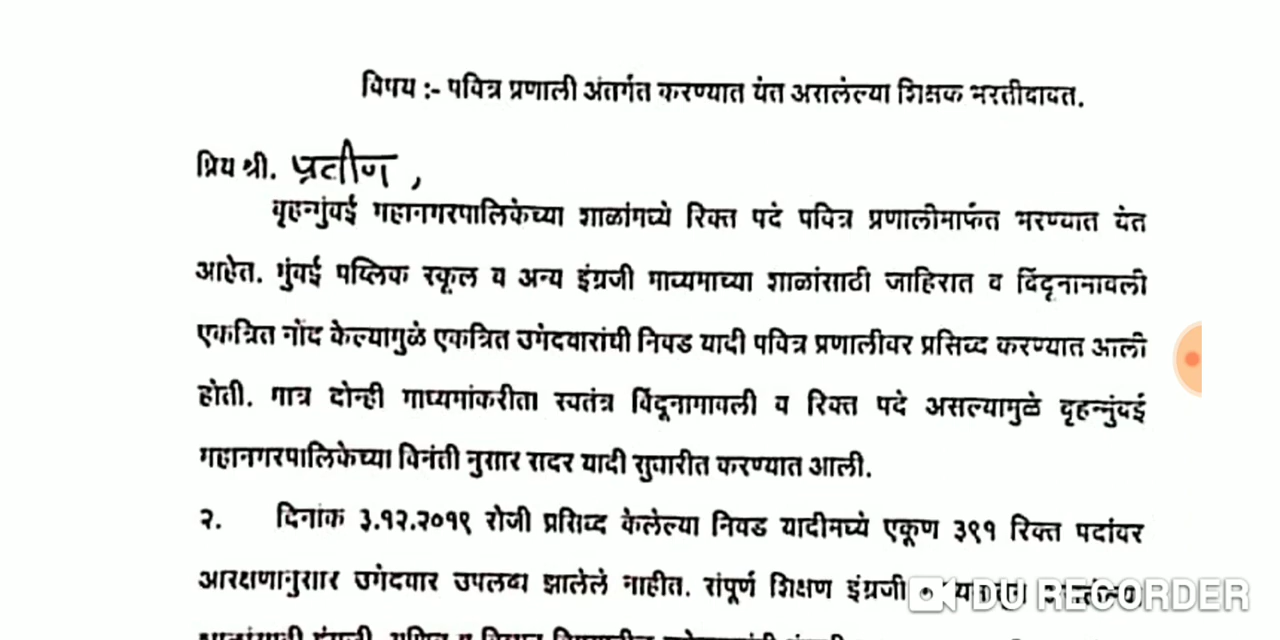 विषय :- पवित्र प्रणाली अंतर्गत करण्यात येत असलेल्या शिक्षक भरतीबाबत.
प्रिय श्री. प्रवीण,
बृहन्मुंबई महानगरपालिकेच्या शाळांमध्ये रिक्त पदे पवित्र प्रणालीमार्फत भरण्यात येत
आहेत. मुंबई पब्लिक स्कूल व अन्य इंग्रजी माध्यमाच्या शाळांसाठी जाहिरात व बिंदूनामावली
एकत्रित नोंद केल्यामुळे एकत्रित उमेदवारांची निवड यादी पवित्र प्रणालीवर प्रसिध्द करण्यात आली
होती. मात्र दोन्ही माध्यमांकरीता स्वतंत्र बिंदूनामावली व रिक्त पदे असल्यामुळे बृहन्मुंबई
महानगरपालिकेच्या विनंती नुसार सदर यादी सुधारीत करण्यात आली.
२. दिनांक ३.१२.२०१९ रोजी प्रसिध्द केलेल्या निवड यादीमध्ये एकूण ३९१ रिक्त पदांवर
आरक्षणानुसार उमेदवार उपलब्ध झालेले नाहीत. संपूर्ण शिक्षण इंग्रजी
DU RECORDER